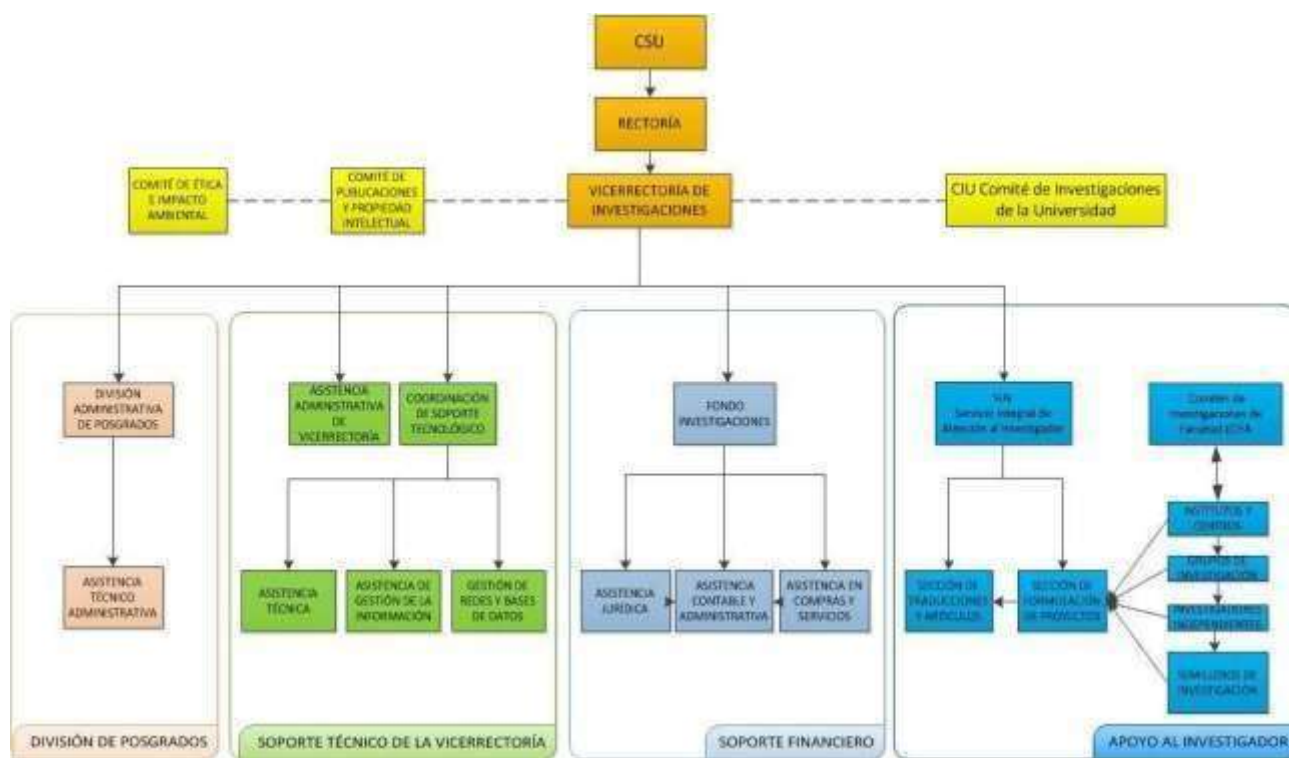 CSU
RECTORÍA
COMITÉ DE ÉTICA
E IMPACTO
AMBIENTAL
COMITÉ DE
PUBLICACIONES
Y PROPIEDAD
INTELECTUAL
VICERRECTORÍA DE
INVESTIGACIONES
CIU Comité de Investigaciones
de la Universidad
DIVISIÓN
ADMINISTRATIVA
DE POSGRADOS
ASISTENCIA
ADMINISTRATIVA
DE
VICERRECTORÍA
COORDINACIÓN
DE SOPORTE
TECNOLÓGICO
FONDO
INVESTIGACIONES
Servicio Integral de
Atención al Investigador
Comités de
Investigaciones de
INSTITUTOS Y
CENTROS
GRUPOS DE
INVESTIGACIÓN
INVESTIGADORES
INDEPENDIENTES
SEMILLEROS DE
INVESTIGACIÓN
ASISTENCIA
TÉCNICO
ADMINISTRATIVA
ASISTENCIA
TÉCNICA
ASISTENCIA DE
GESTIÓN DE LA
INFORMACIÓN
GESTIÓN DE
REDES Y BASES
DE DATOS
ASISTENCIA
JURÍDICA
ASISTENCIA
CONTABLE Y
ADMINISTRATIVA
ASISTENCIA EN
COMPRAS Y
SERVICIOS
SECCIÓN DE
TRADUCCIONES
Y ARTÍCULOS
SECCIÓN DE
FORMULACIÓN
DE PROYECTOS
DIVISIÓN DE POSGRADOS
SOPORTE TÉCNICO DE LA VICERRECTORÍA
SOPORTE FINANCIERO
APOYO AL INVESTIGADOR